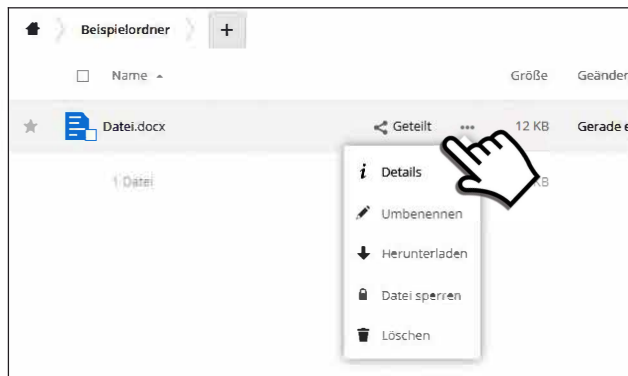 Beispielordner +
Name Größe Geänder
Datei.docx Geteilt ... 12 KB Gerade e
1 Datei KB
Details
Umbenennen
Herunterladen
Datei sperren
Löschen